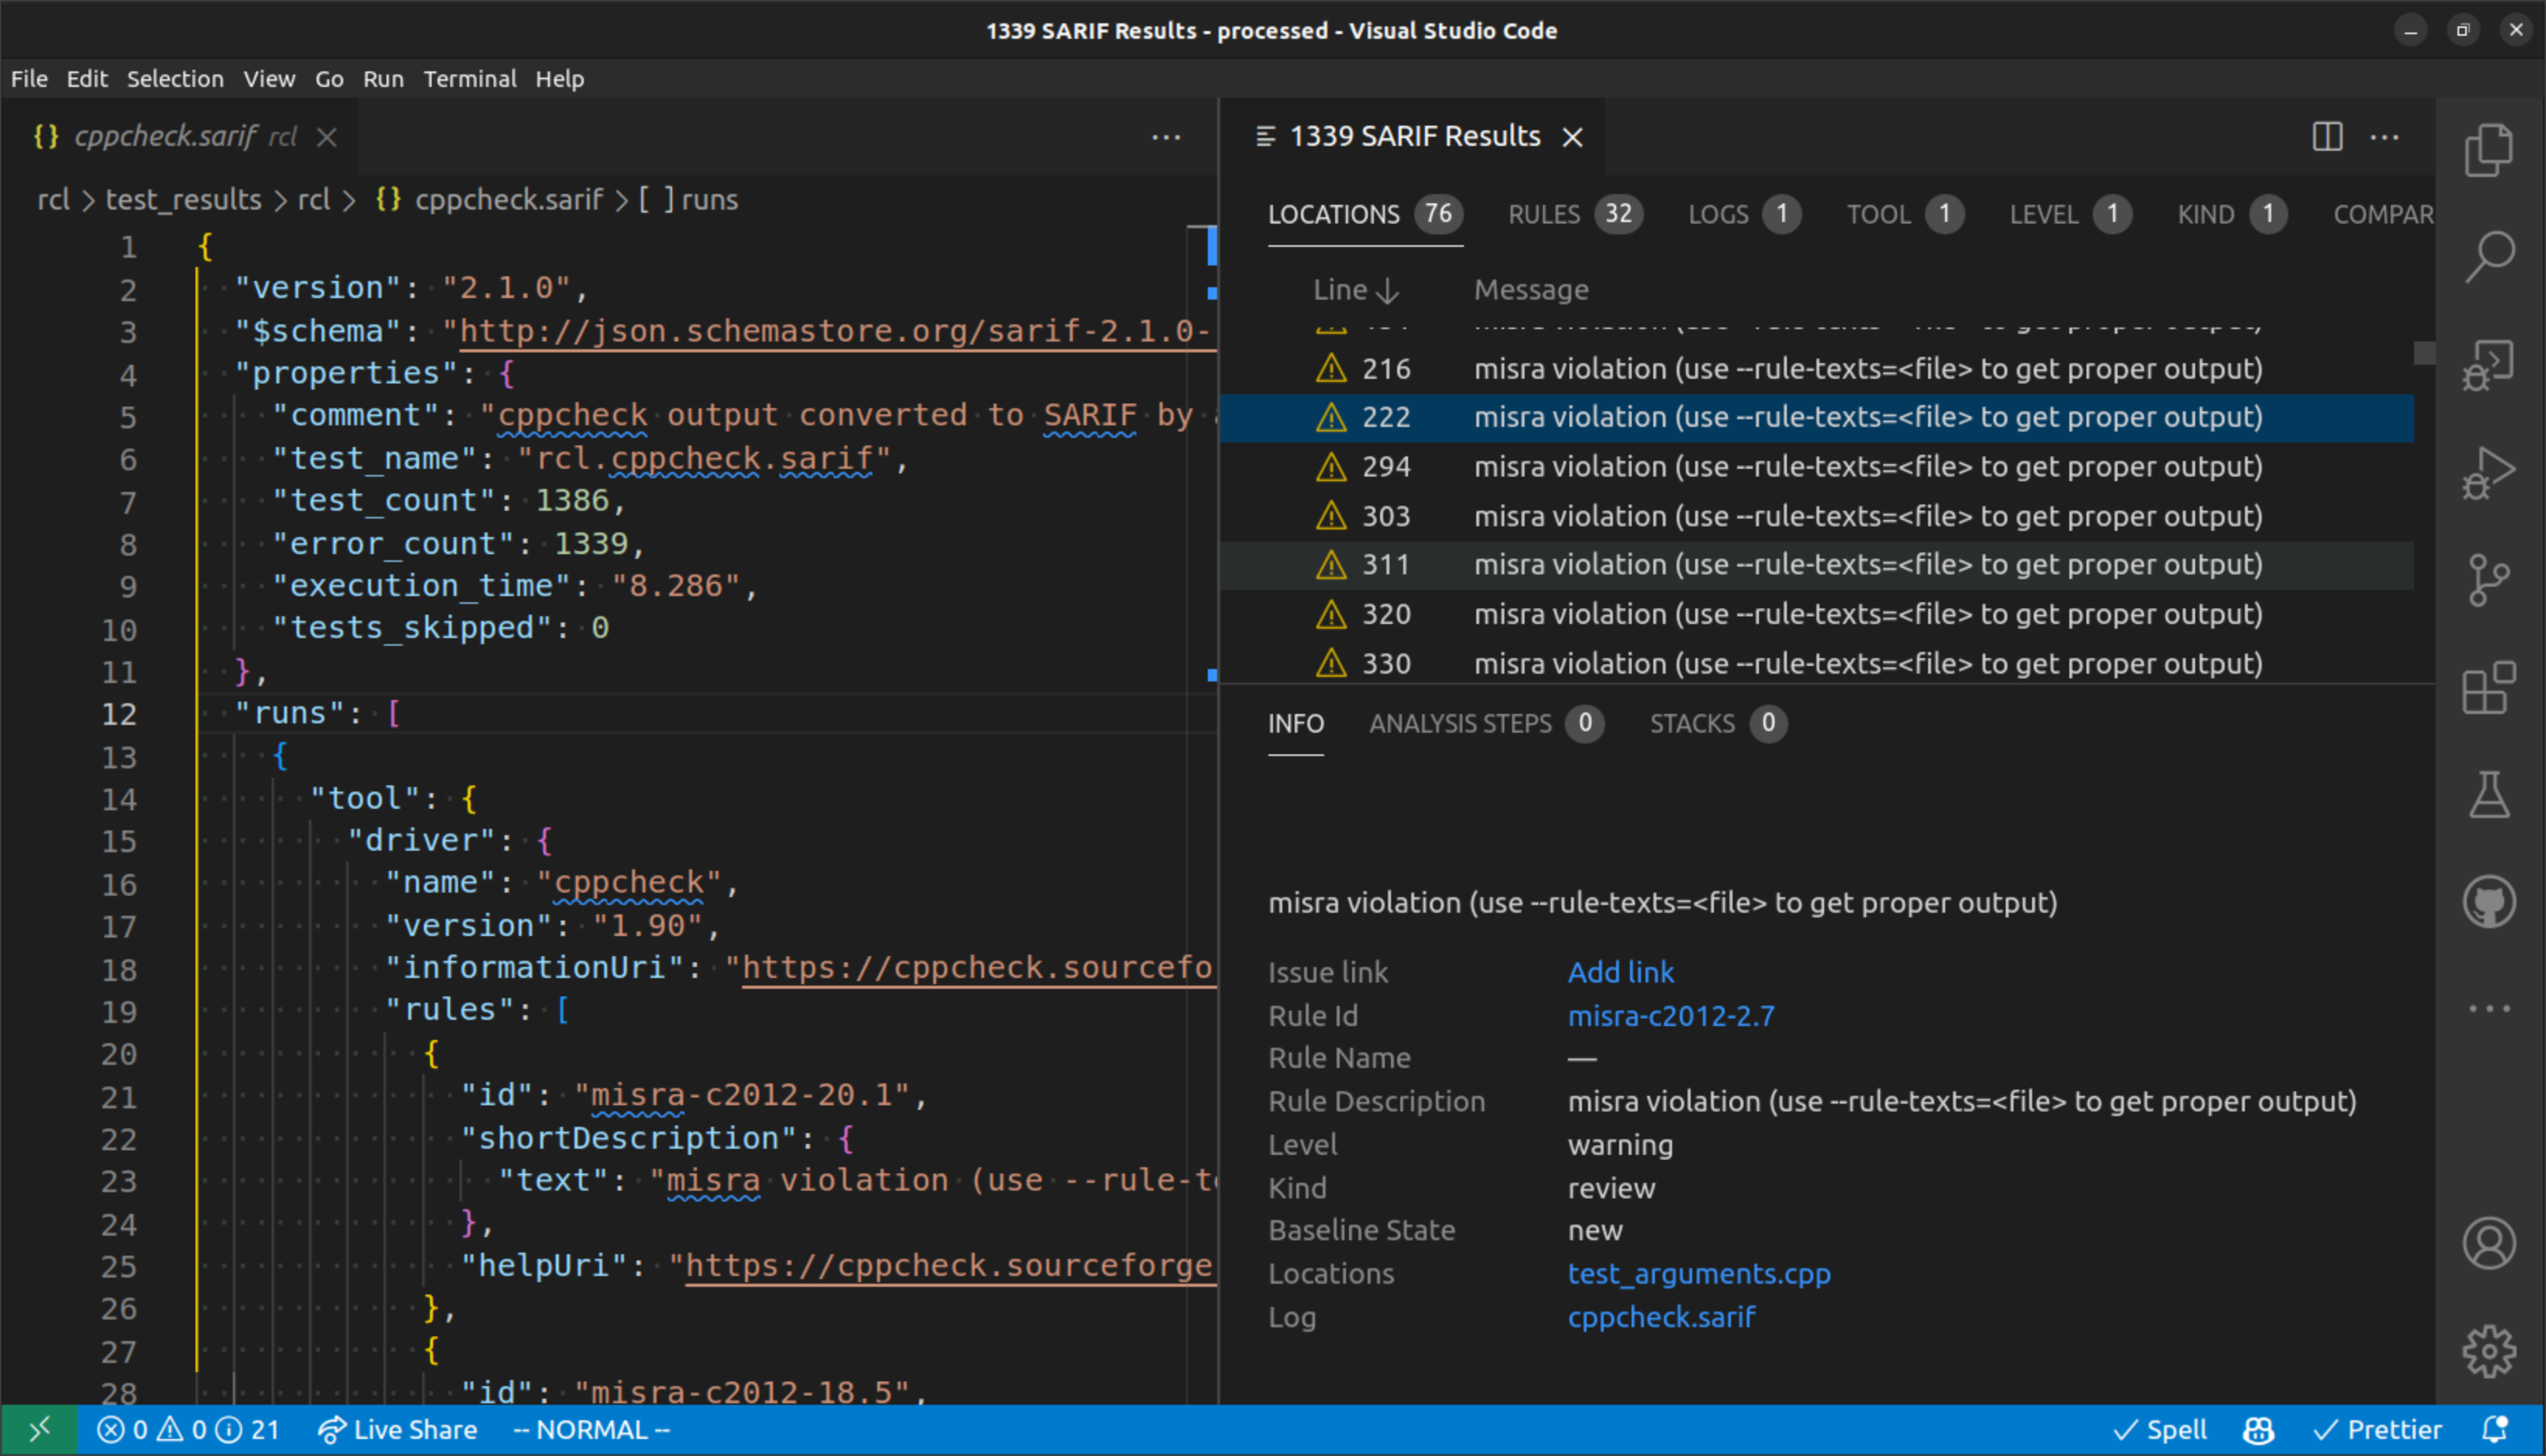 1339 SARIF Results - processed - Visual Studio Code
File Edit Selection View Go Run Terminal Help
{} cppcheck.sarif rcl
rcl > test_results > rcl > {} cppcheck.sarif > [ ] runs
1 {
2 "version": "2.1.0",
3 "$schema": "http://json.schemastore.org/sarif-2.1.0-
4 "properties": {
5 "comment": "cppcheck output converted to SARIF by
6 "test_name": "rcl.cppcheck.sarif",
7 "test_count": 1386,
8 "error_count": 1339,
9 "execution_time": "8.286",
10 "tests_skipped": 0
11 },
12 "runs": [
13 {
14 "tool": {
15 "driver": {
16 "name": "cppcheck",
17 "version": "1.90",
18 "informationUri": "https://cppcheck.sourcefo
19 "rules": [
20 {
21 "id": "misra-c2012-20.1",
22 "shortDescription": {
23 "text": "misra violation (use --rule-t
24 },
25 "helpUri": "https://cppcheck.sourceforge
26 },
27 {
28 "id": "misra-c2012-18.5",
1339 SARIF Results
LOCATIONS 76 RULES 32 LOGS 1 TOOL 1 LEVEL 1 KIND 1 COMPAR
Line Message
216 misra violation (use --rule-texts=<file> to get proper output)
222 misra violation (use --rule-texts=<file> to get proper output)
294 misra violation (use --rule-texts=<file> to get proper output)
303 misra violation (use --rule-texts=<file> to get proper output)
311 misra violation (use --rule-texts=<file> to get proper output)
320 misra violation (use --rule-texts=<file> to get proper output)
330 misra violation (use --rule-texts=<file> to get proper output)
INFO ANALYSIS STEPS 0 STACKS 0
misra violation (use --rule-texts=<file> to get proper output)
Issue link Add link
Rule Id misra-c2012-2.7
Rule Name —
Rule Description misra violation (use --rule-texts=<file> to get proper output)
Level warning
Kind review
Baseline State new
Locations test_arguments.cpp
Log cppcheck.sarif
0 0 21 Live Share -- NORMAL -- Spell Prettier